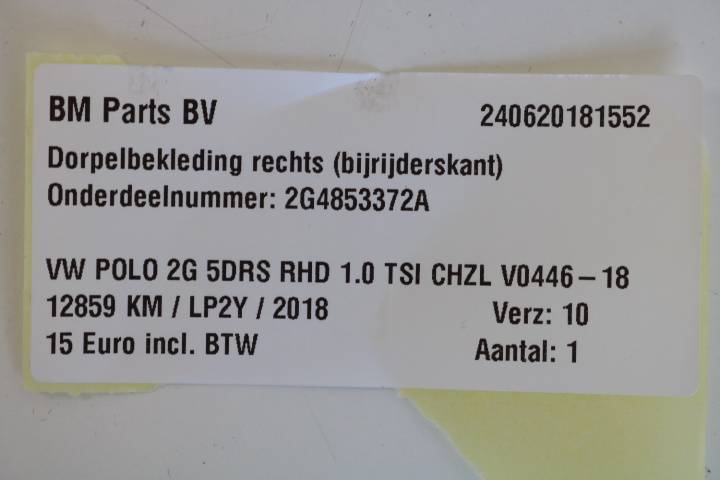 BM Parts BV 240620181552
Dorpelbekleding rechts (bijrijderskant)
Onderdeelnummer: 2G4853372A
VW POLO 2G 5DRS RHD 1.0 TSI CHZL V0446-18
12859 KM / LP2Y / 2018 Verz: 10
15 Euro incl. BTW Aantal: 1